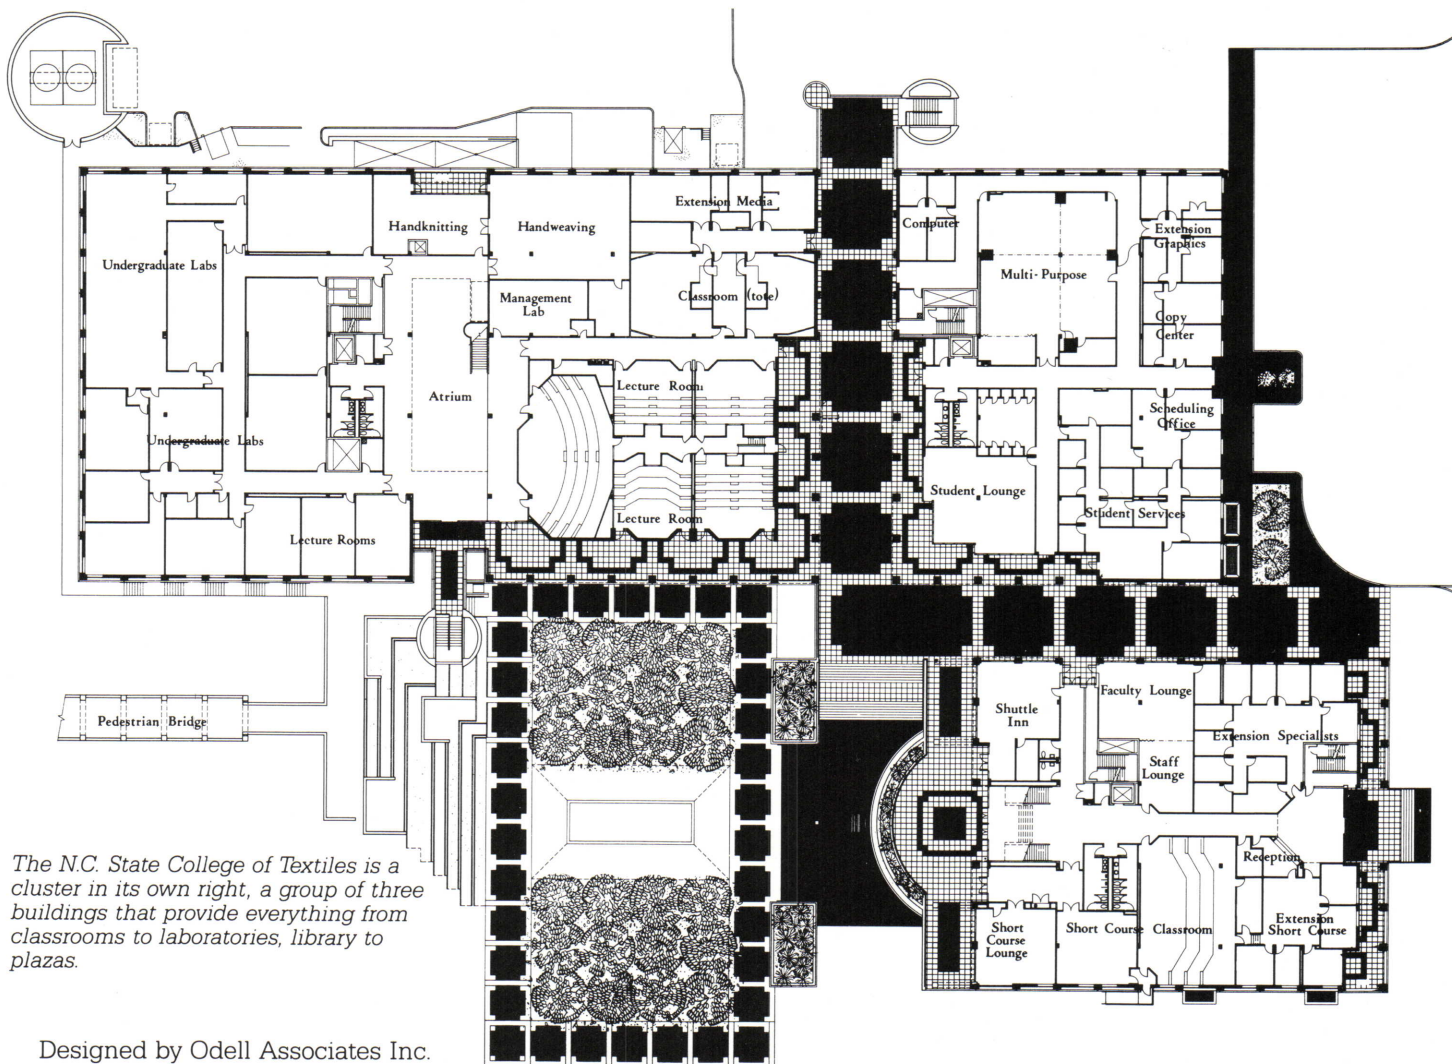 Extension Media
Handknitting
Handweaving
Computer
Extension
Graphics
Undergraduate Labs
Multi-Purpose
Management
Lab
Classroom (tote)
Copy
Center
Lecture Room
Atrium
Scheduling
Office
Undergraduate Labs
Student Lounge
Student Services
Lecture Room
Lecture Rooms
Faculty Lounge
Shuttle
Inn
Pedestrian Bridge
Extension Specialists
Staff
Lounge
Reception
Short
Course
Lounge
Short Course
Classroom
Extension
Short Course
The N.C. State College of Textiles is a
cluster in its own right, a group of three
buildings that provide everything from
classrooms to laboratories, library to
plazas.
Designed by Odell Associates Inc.